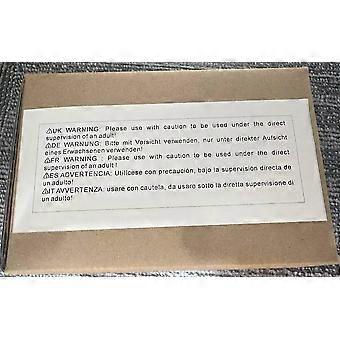 ⚠UK WARNING: Please use with caution to be used under the direct
supervision of an adult!
⚠DE WARNUNG: Bitte mit Versicht verwenden, nur unter direkter Aufsicht
eines Erwachsenen verwenden!
⚠FR WARNING : Please use with caution to be used under the direct
supervision of an adult!
⚠ES ADVERTENCIA: Utilícese con precaución, bajo la supervisión directa de
un adulto!
⚠IT AVVERTENZA: usare con cautela, da usare sotto la diretta supervisione di
un adulto!